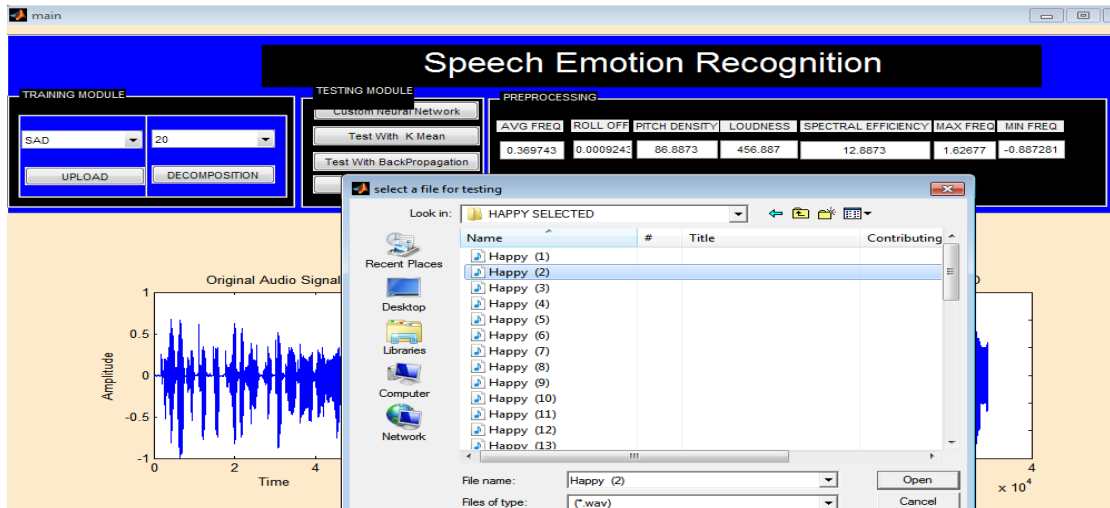 main
Speech Emotion Recognition
TRAINING MODULE
SAD
20
UPLOAD
DECOMPOSITION
TESTING MODULE
Custom Neural Network
Test With K Mean
Test With BackPropagation
PREPROCESSING
AVG FREQ ROLL OFF PITCH DENSITY LOUDNESS SPECTRAL EFFICIENCY MAX FREQ MIN FREQ
0.369743 0.0009243 86.8873 456.887 12.8873 1.62677 -0.887281
select a file for testing
Look in: HAPPY SELECTED
Recent Places
Desktop
Libraries
Computer
Network
Name # Title Contributing
Happy (1)
Happy (2)
Happy (3)
Happy (4)
Happy (5)
Happy (6)
Happy (7)
Happy (8)
Happy (9)
Happy (10)
Happy (11)
Happy (12)
Happy (13)
File name: Happy (2) Open
Files of type: (*.wav) Cancel
Original Audio Signal
Amplitude
1
0.5
0
-0.5
-1
0 2 4
Time
4
x 10^4